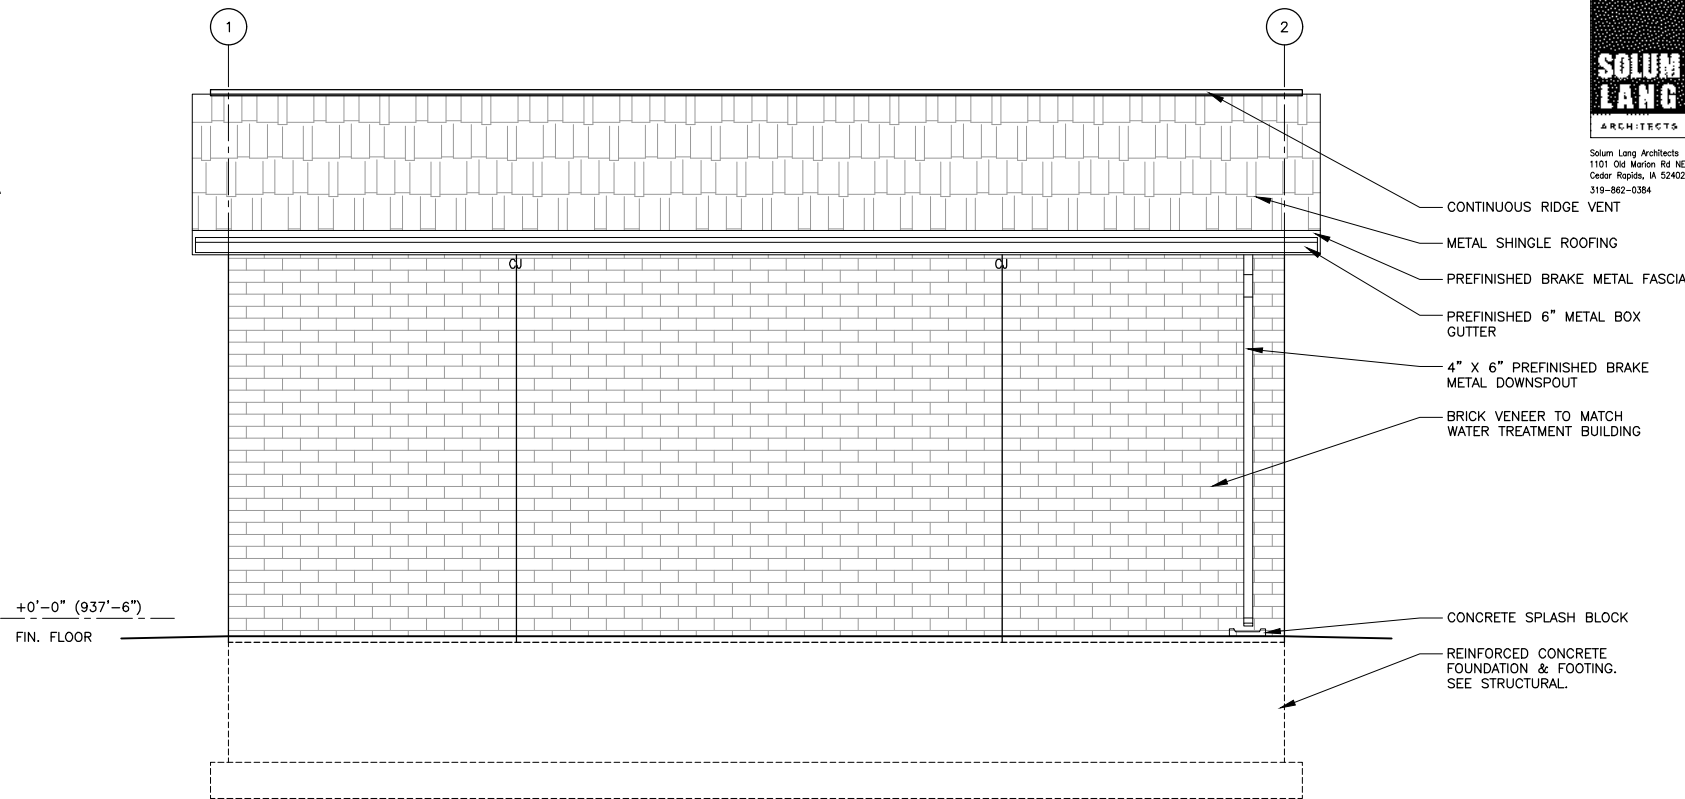 1
2
SOLUM
LANG
ARCHITECTS
Solum Lang Architects
1101 Old Marion Rd NE
Cedar Rapids, IA 52402
319-862-0384
CONTINUOUS RIDGE VENT
METAL SHINGLE ROOFING
PREFINISHED BRAKE METAL FASCIA
CJ
CJ
PREFINISHED 6" METAL BOX
GUTTER
4" X 6" PREFINISHED BRAKE
METAL DOWNSPOUT
BRICK VENEER TO MATCH
WATER TREATMENT BUILDING
+0'-0" (937'-6")
FIN. FLOOR
CONCRETE SPLASH BLOCK
REINFORCED CONCRETE
FOUNDATION & FOOTING.
SEE STRUCTURAL.